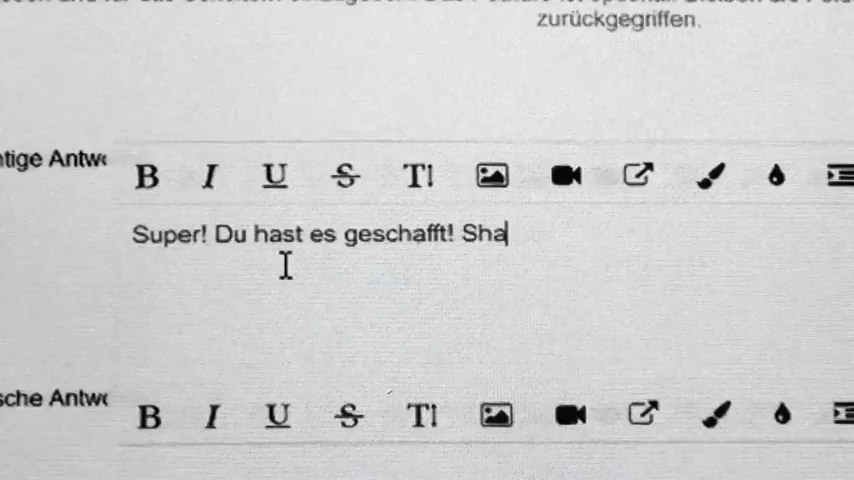 zurückgegriffen.
tige Antw
B I U S T
Super! Du hast es geschafft! Sha
sche Antw
B I U S T